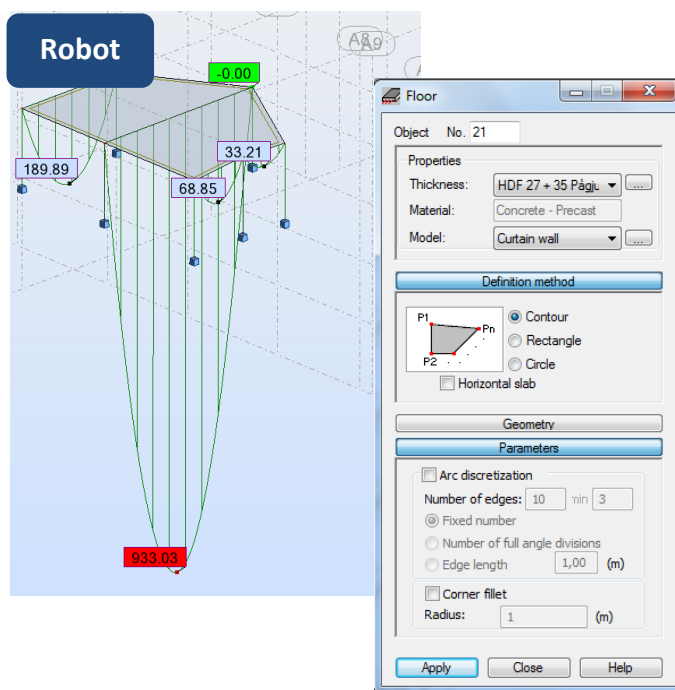 Robot
A8
A9
-0.00
33.21
189.89
68.85
933.03
Floor
Object No. 21
Properties
Thickness: HDF 27 + 35 Pågju ...
Material: Concrete - Precast
Model: Curtain wall ...
Definition method
P1
Pn
P2
Contour
Rectangle
Circle
Horizontal slab
Geometry
Parameters
Arc discretization
Number of edges: 10 min 3
Fixed number
Number of full angle divisions
Edge length 1,00 (m)
Corner fillet
Radius: 1 (m)
Apply Close Help